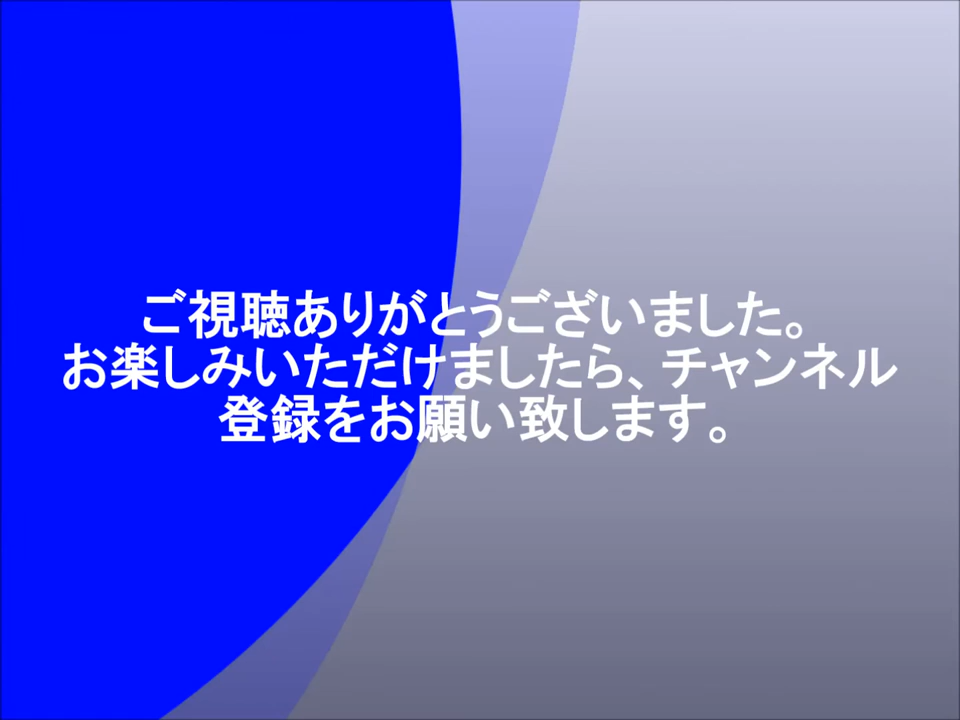 ご視聴ありがとうございました。
お楽しみいただけましたら、チャンネル
登録をお願い致します。